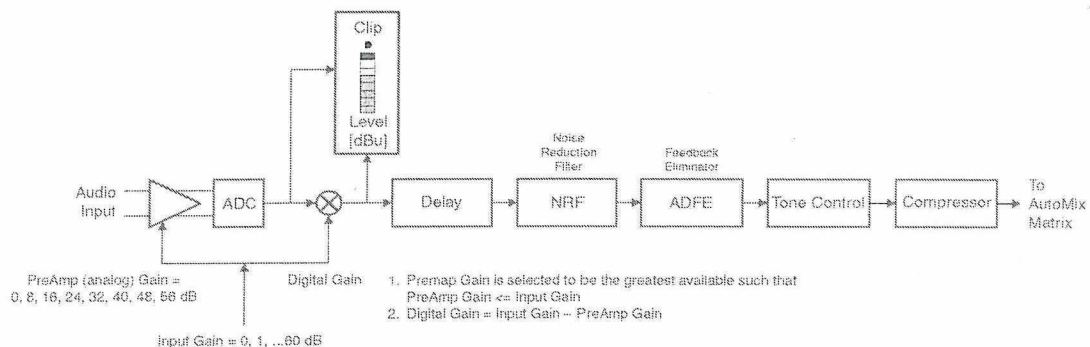 Clip
Level
[dBu]
Noise
Reduction
Filter
Feedback
Eliminator
Audio
Input
ADC
Delay
NRF
ADFE
Tone Control
Compressor
To
AutoMix
Matrix
PreAmp (analog) Gain =
0, 8, 16, 24, 32, 40, 48, 56 dB
Digital Gain
1. Premap Gain is selected to be the greatest available such that
PreAmp Gain <= Input Gain
2. Digital Gain = Input Gain – PreAmp Gain
Input Gain = 0, 1, ...60 dB